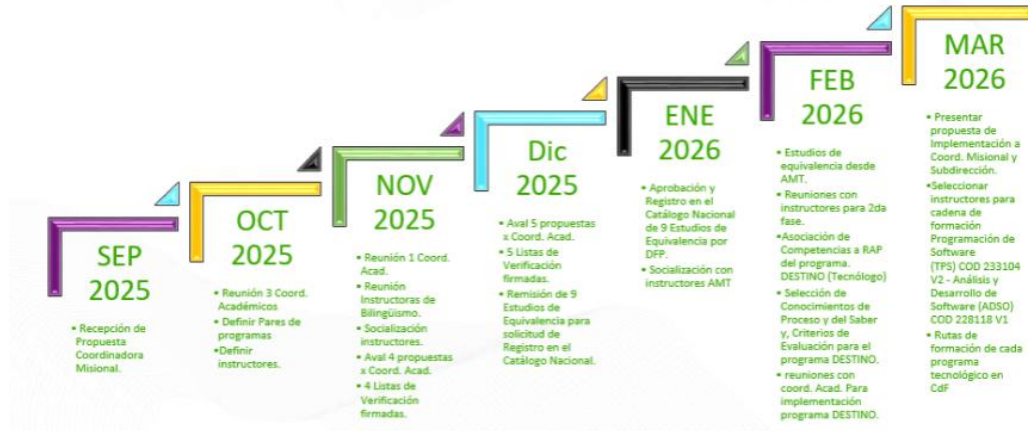 SEP
2025
▪ Recepción de
Propuesta
Coordinadora
Misional.
OCT
2025
▪ Reunión 3 Coord.
Académicos
▪ Definir Pares de
programas
▪Definir
instructores.
NOV
2025
▪ Reunión 1 Coord.
Acad.
▪ Reunión
Instructoras de
Bilingüismo.
▪ Socialización
instructores.
▪ Aval 4 propuestas
x Coord. Acad.
▪ 4 Listas de
Verificación
firmadas.
Dic
2025
▪ Aval 5 propuestas
x Coord. Acad.
▪ 5 Listas de
Verificación
firmadas.
▪ Remisión de 9
Estudios de
Equivalencia para
solicitud de
Registro en el
Catálogo Nacional.
ENE
2026
▪ Aprobación y
Registro en el
Catálogo Nacional
de 9 Estudios de
Equivalencia por
DFP.
▪ Socialización con
instructores AMT
FEB
2026
▪ Estudios de
equivalencia desde
AMT.
▪ Reuniones con
instructores para 2da
fase.
▪Asociación de
Competencias a RAP
del programa.
DESTINO (Tecnólogo)
▪ Selección de
Conocimientos de
Proceso y del Saber
y, Criterios de
Evaluación para el
programa DESTINO.
▪ reuniones con
coord. Acad. Para
implementación
programa DESTINO.
MAR
2026
▪ Presentar
propuesta de
Implementación a
Coord. Misional y
Subdirección.
▪Seleccionar
instructores para
cadena de
formación
Programación de
Software
(TPS) COD 233104
V2 - Análisis y
Desarrollo de
Software (ADSO)
COD 228118 V1
▪ Rutas de
formación de cada
programa
tecnológico en
CdF